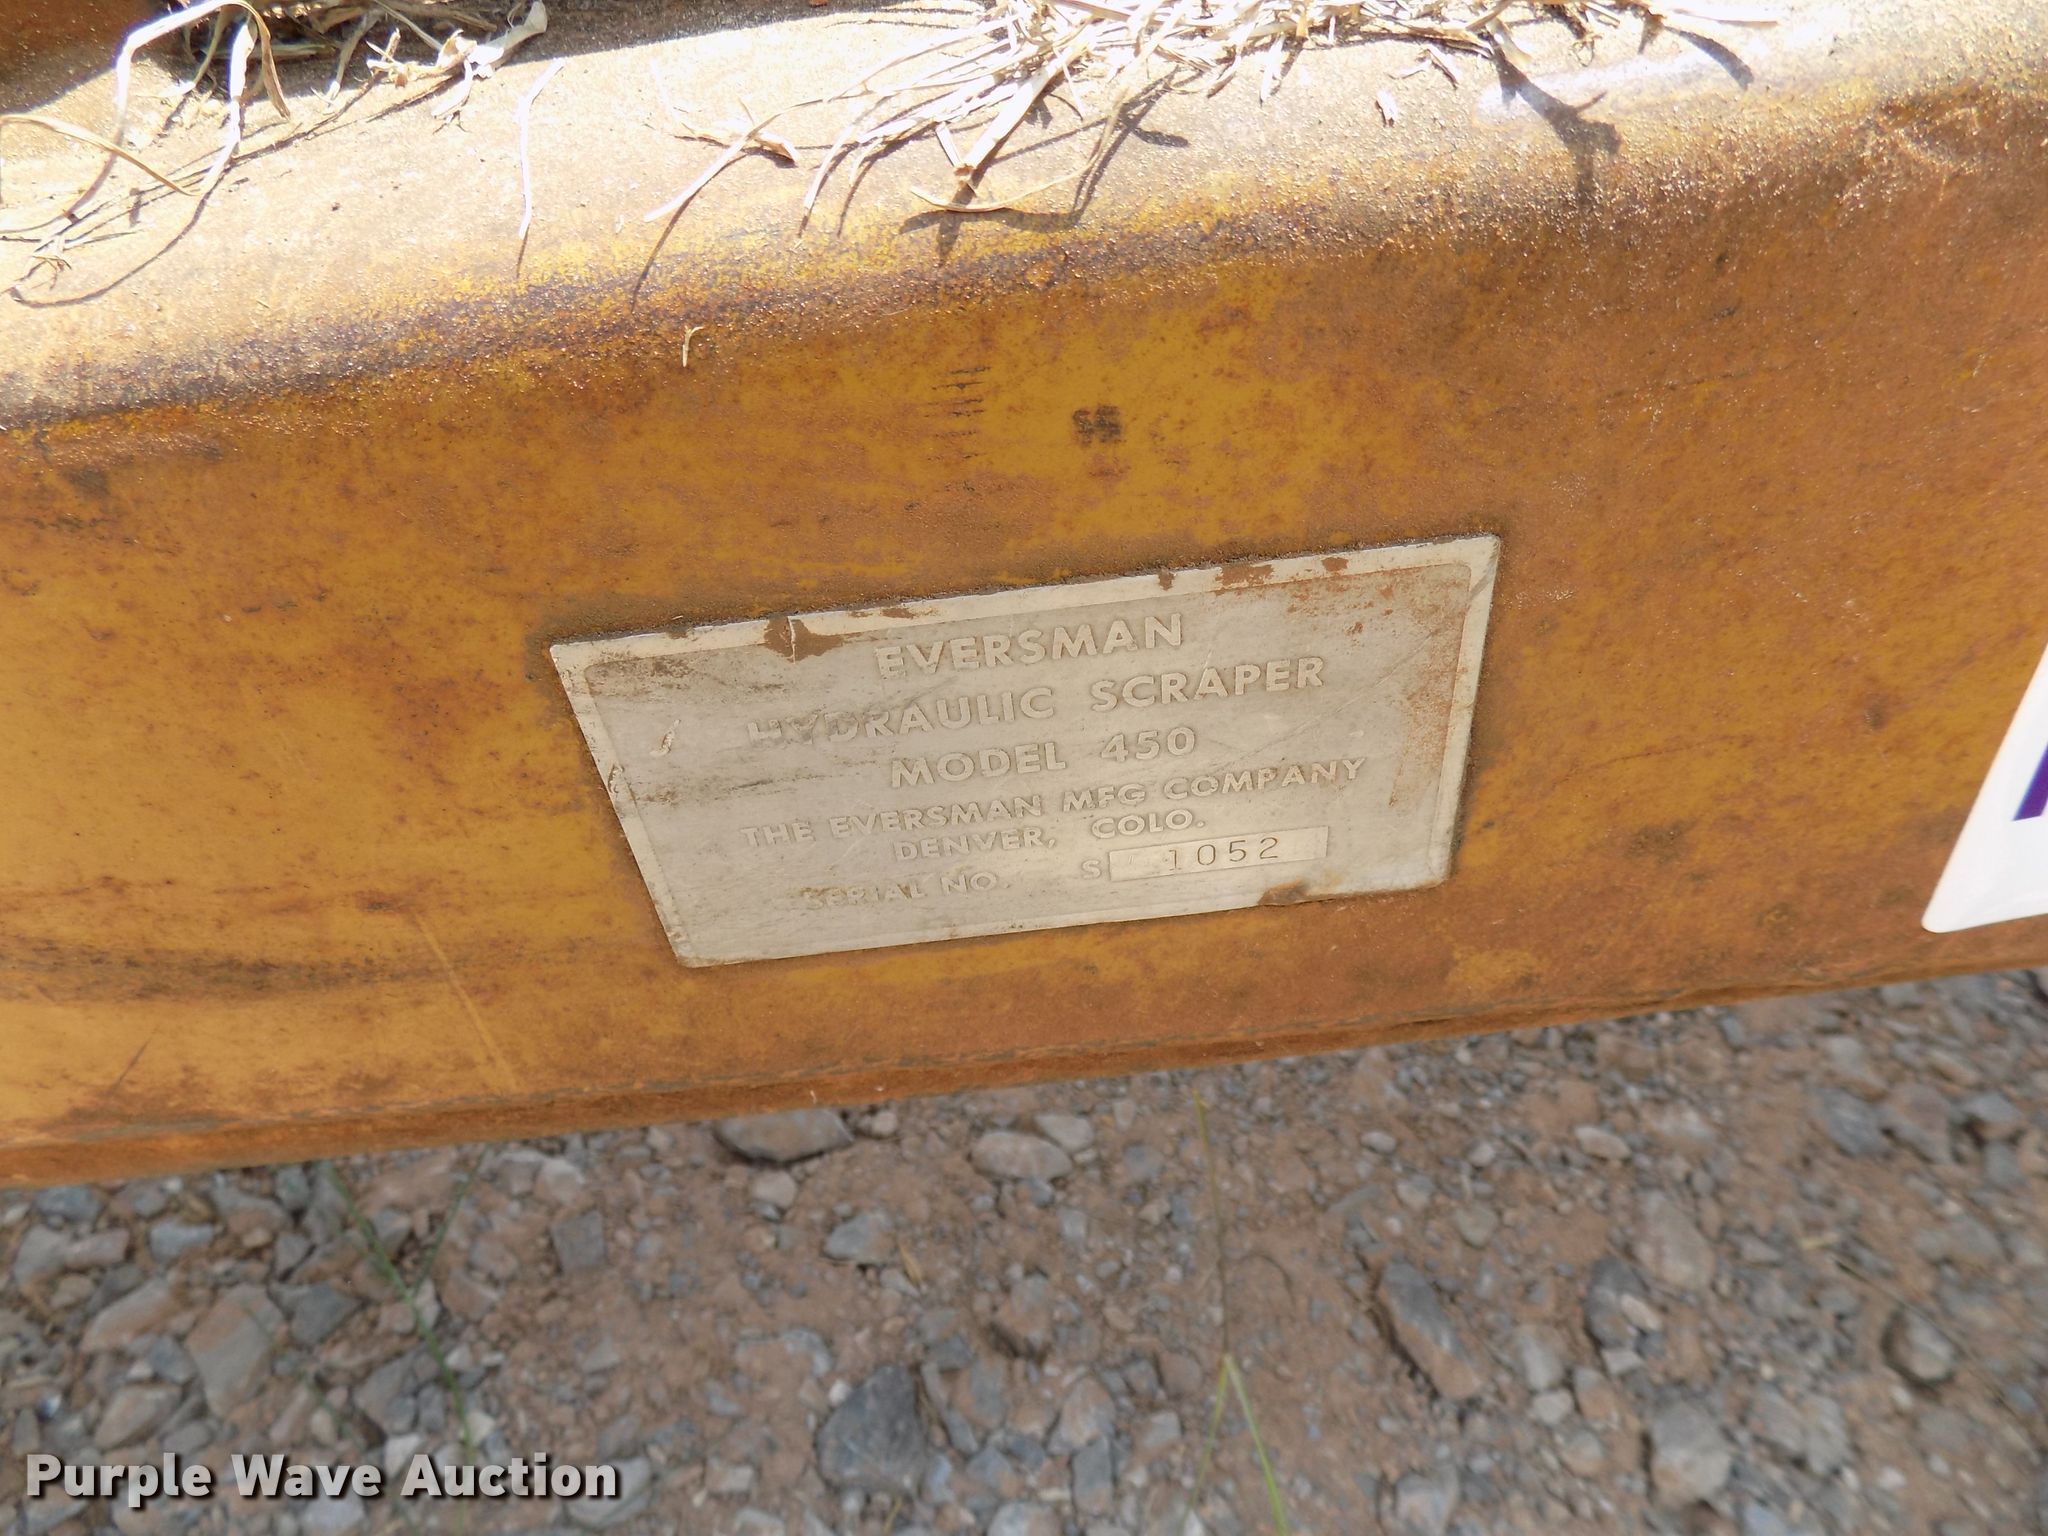 EVERSMAN
HYDRAULIC SCRAPER
MODEL 450
THE EVERSMAN MFG COMPANY
DENVER, COLO.
SERIAL NO. S 1052
Purple Wave Auction